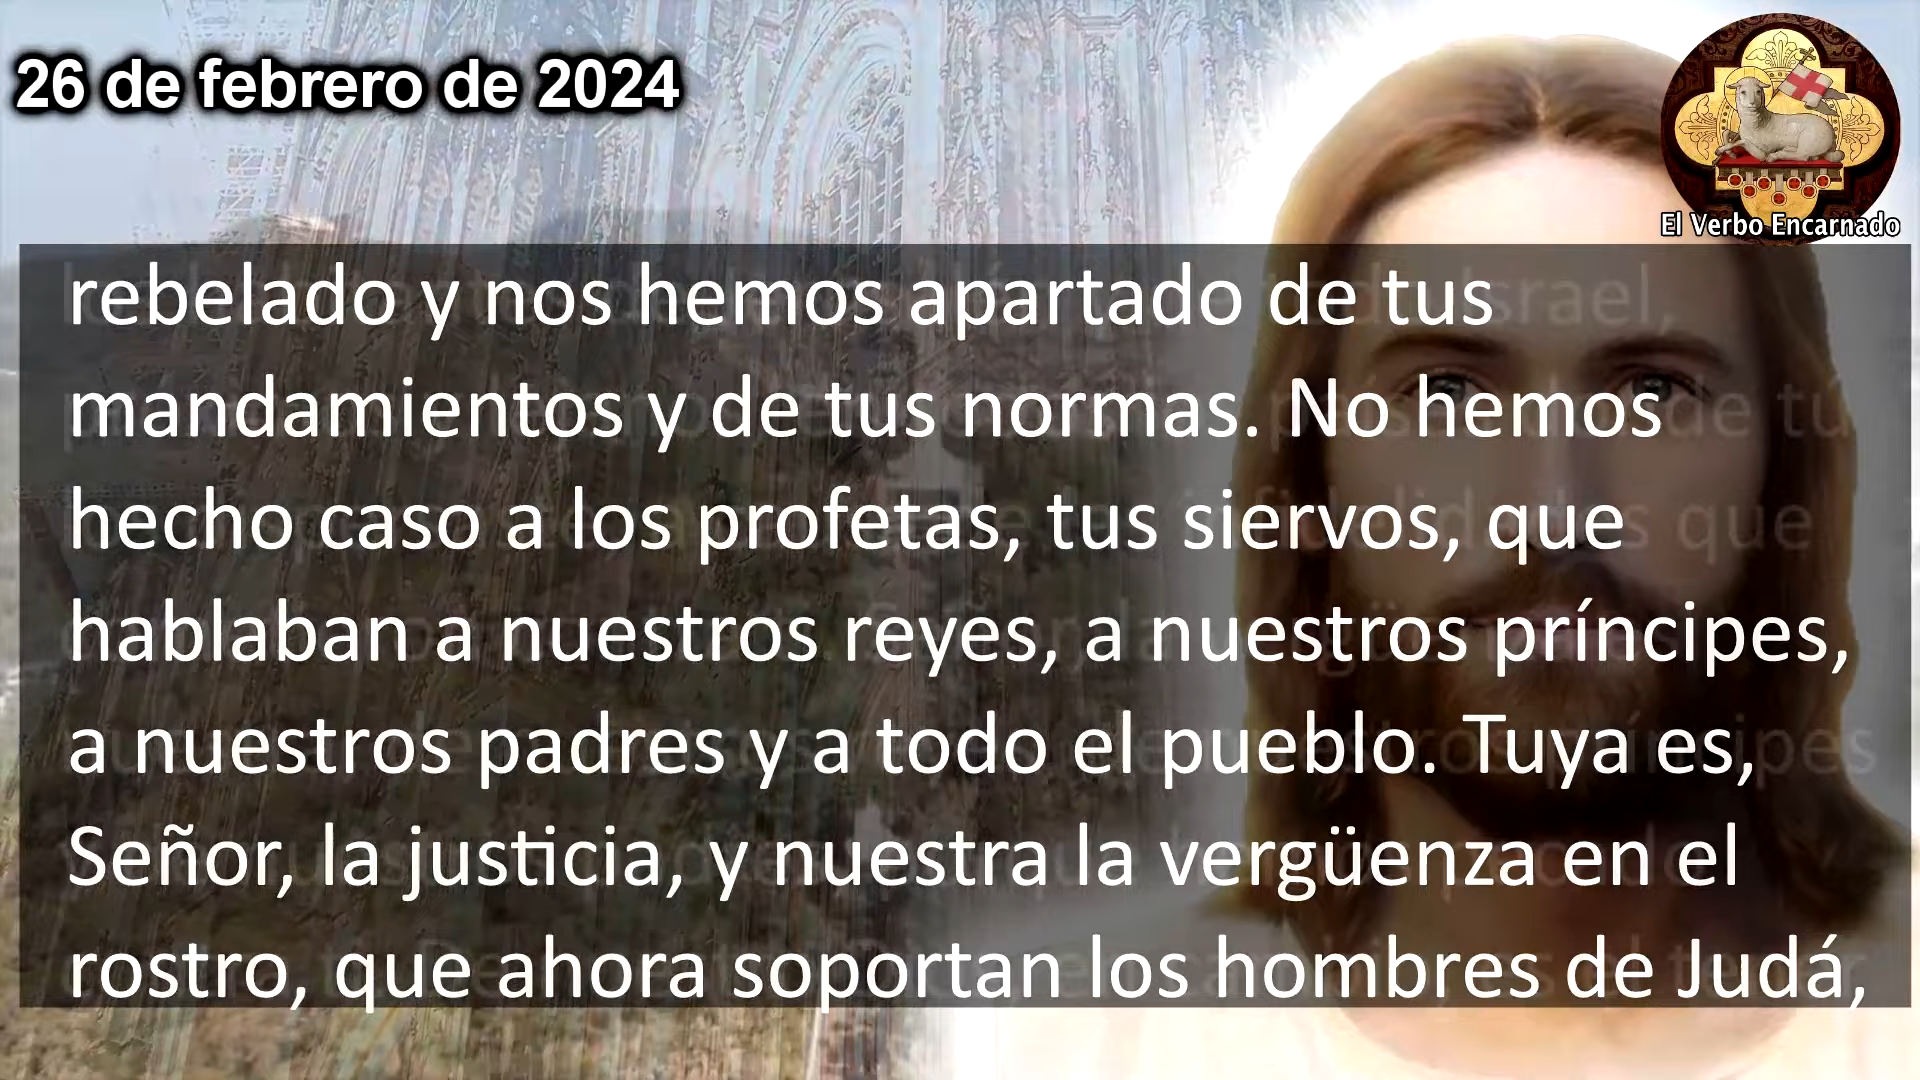 26 de febrero de 2024
El Verbo Encarnado
rebelado y nos hemos apartado de tus
mandamientos y de tus normas. No hemos
hecho caso a los profetas, tus siervos, que
hablaban a nuestros reyes, a nuestros príncipes,
a nuestros padres y a todo el pueblo. Tuya es,
Señor, la justicia, y nuestra la vergüenza en el
rostro, que ahora soportan los hombres de Judá,